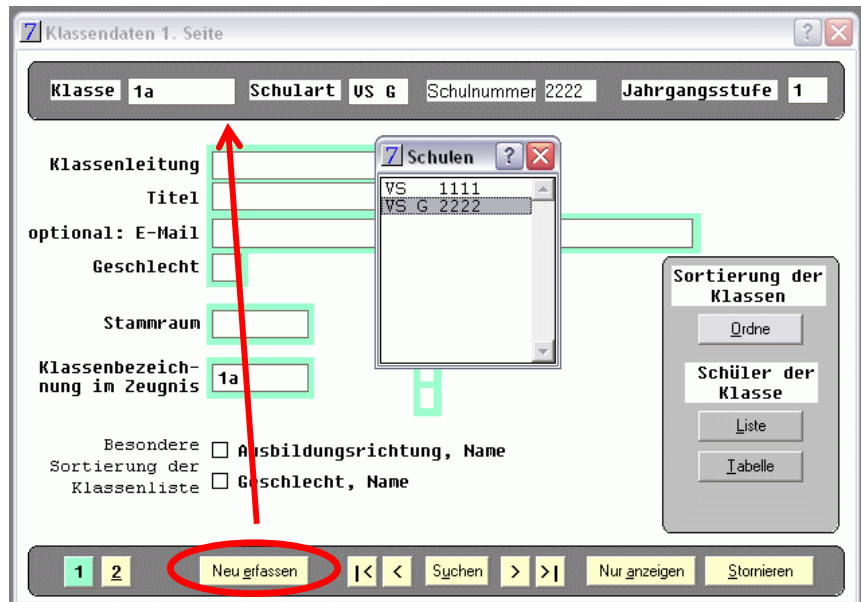 7 Klassendaten 1. Seite ?
Klasse 1a Schulart VS G Schulnummer 2222 Jahrgangsstufe 1
Klassenleitung
Titel
optional: E-Mail
Geschlecht
Stammraum
Klassenbezeich-
nung im Zeugnis 1a
Besondere
Sortierung der
Klassenliste
Ausbildungsrichtung, Name
Geschlecht, Name
7 Schulen ?
VS 1111
VS G 2222
Sortierung der
Klassen
Ordne
Schüler der
Klasse
Liste
Tabelle
1 2 Neu erfassen |< < Suchen > >| Nur anzeigen Stornieren